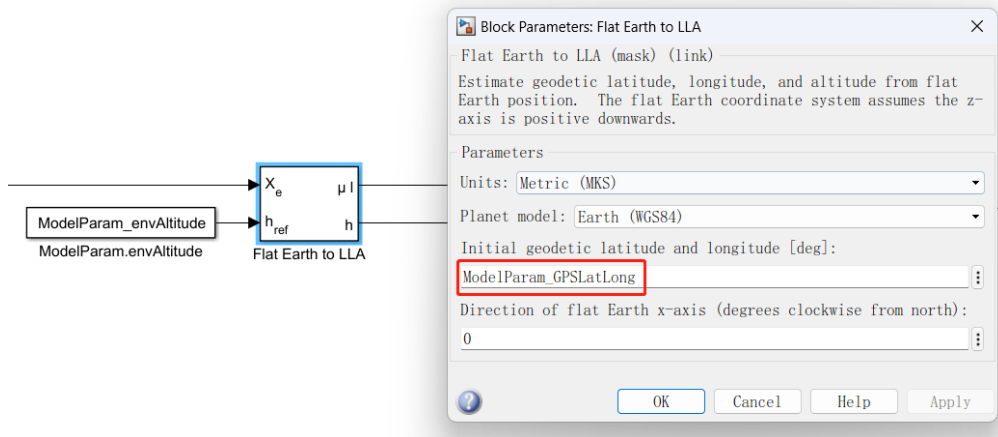 X e
h ref
μ l
h
ModelParam_envAltitude
ModelParam.envAltitude
Flat Earth to LLA
Block Parameters: Flat Earth to LLA
Flat Earth to LLA (mask) (link)
Estimate geodetic latitude, longitude, and altitude from flat
Earth position. The flat Earth coordinate system assumes the z-
axis is positive downwards.
Parameters
Units: Metric (MKS)
Planet model: Earth (WGS84)
Initial geodetic latitude and longitude [deg]:
ModelParam_GPSLatLong
Direction of flat Earth x-axis (degrees clockwise from north):
0
OK Cancel Help Apply